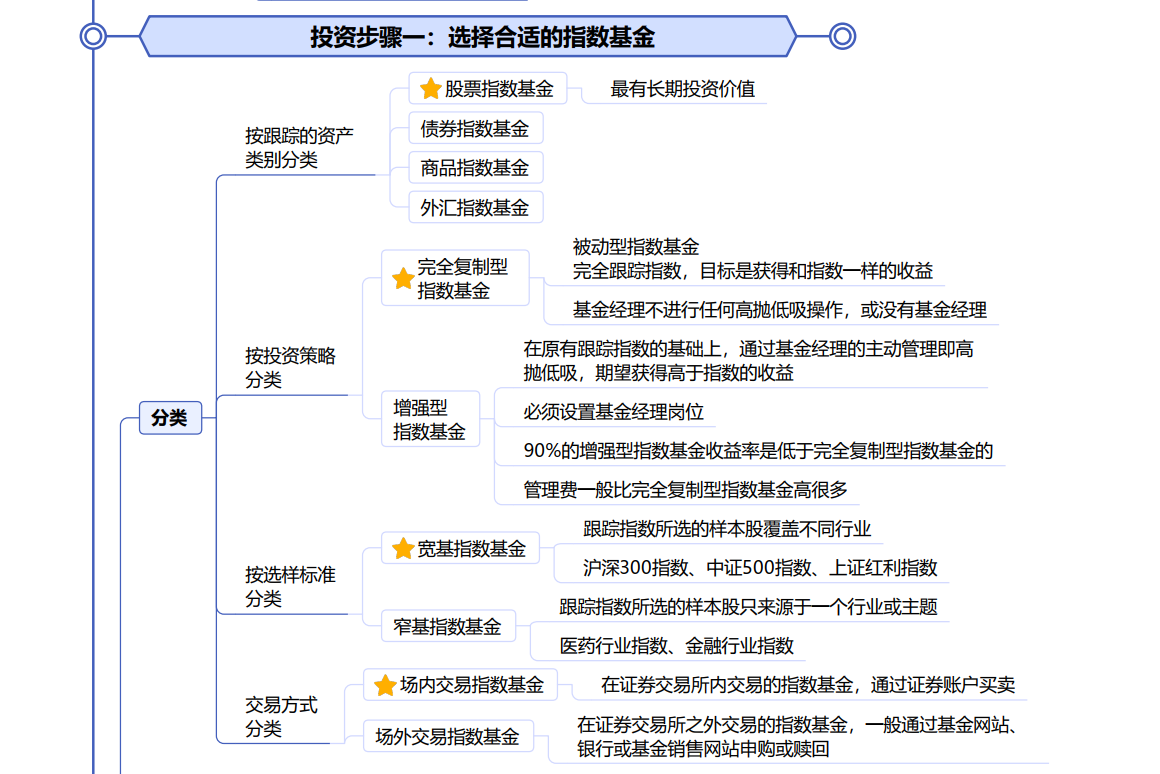 投资步骤一：选择合适的指数基金
分类
按跟踪的资产
类别分类
股票指数基金
最有长期投资价值
债券指数基金
商品指数基金
外汇指数基金
按投资策略
分类
完全复制型
指数基金
被动型指数基金
完全跟踪指数，目标是获得和指数一样的收益
基金经理不进行任何高抛低吸操作，或没有基金经理
增强型
指数基金
在原有跟踪指数的基础上，通过基金经理的主动管理即高
抛低吸，期望获得高于指数的收益
必须设置基金经理岗位
90%的增强型指数基金收益率是低于完全复制型指数基金的
管理费一般比完全复制型指数基金高很多
按选样标准
分类
宽基指数基金
跟踪指数所选的样本股覆盖不同行业
沪深300指数、中证500指数、上证红利指数
窄基指数基金
跟踪指数所选的样本股只来源于一个行业或主题
医药行业指数、金融行业指数
交易方式
分类
场内交易指数基金
在证券交易所内交易的指数基金，通过证券账户买卖
场外交易指数基金
在证券交易所之外交易的指数基金，一般通过基金网站、
银行或基金销售网站申购或赎回